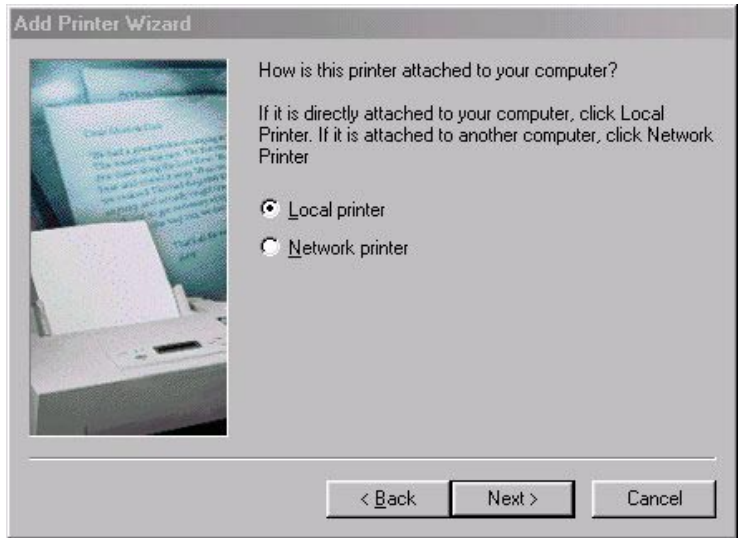 Add Printer Wizard
How is this printer attached to your computer?
If it is directly attached to your computer, click Local
Printer. If it is attached to another computer, click Network
Printer
Local printer
Network printer
< Back
Next >
Cancel